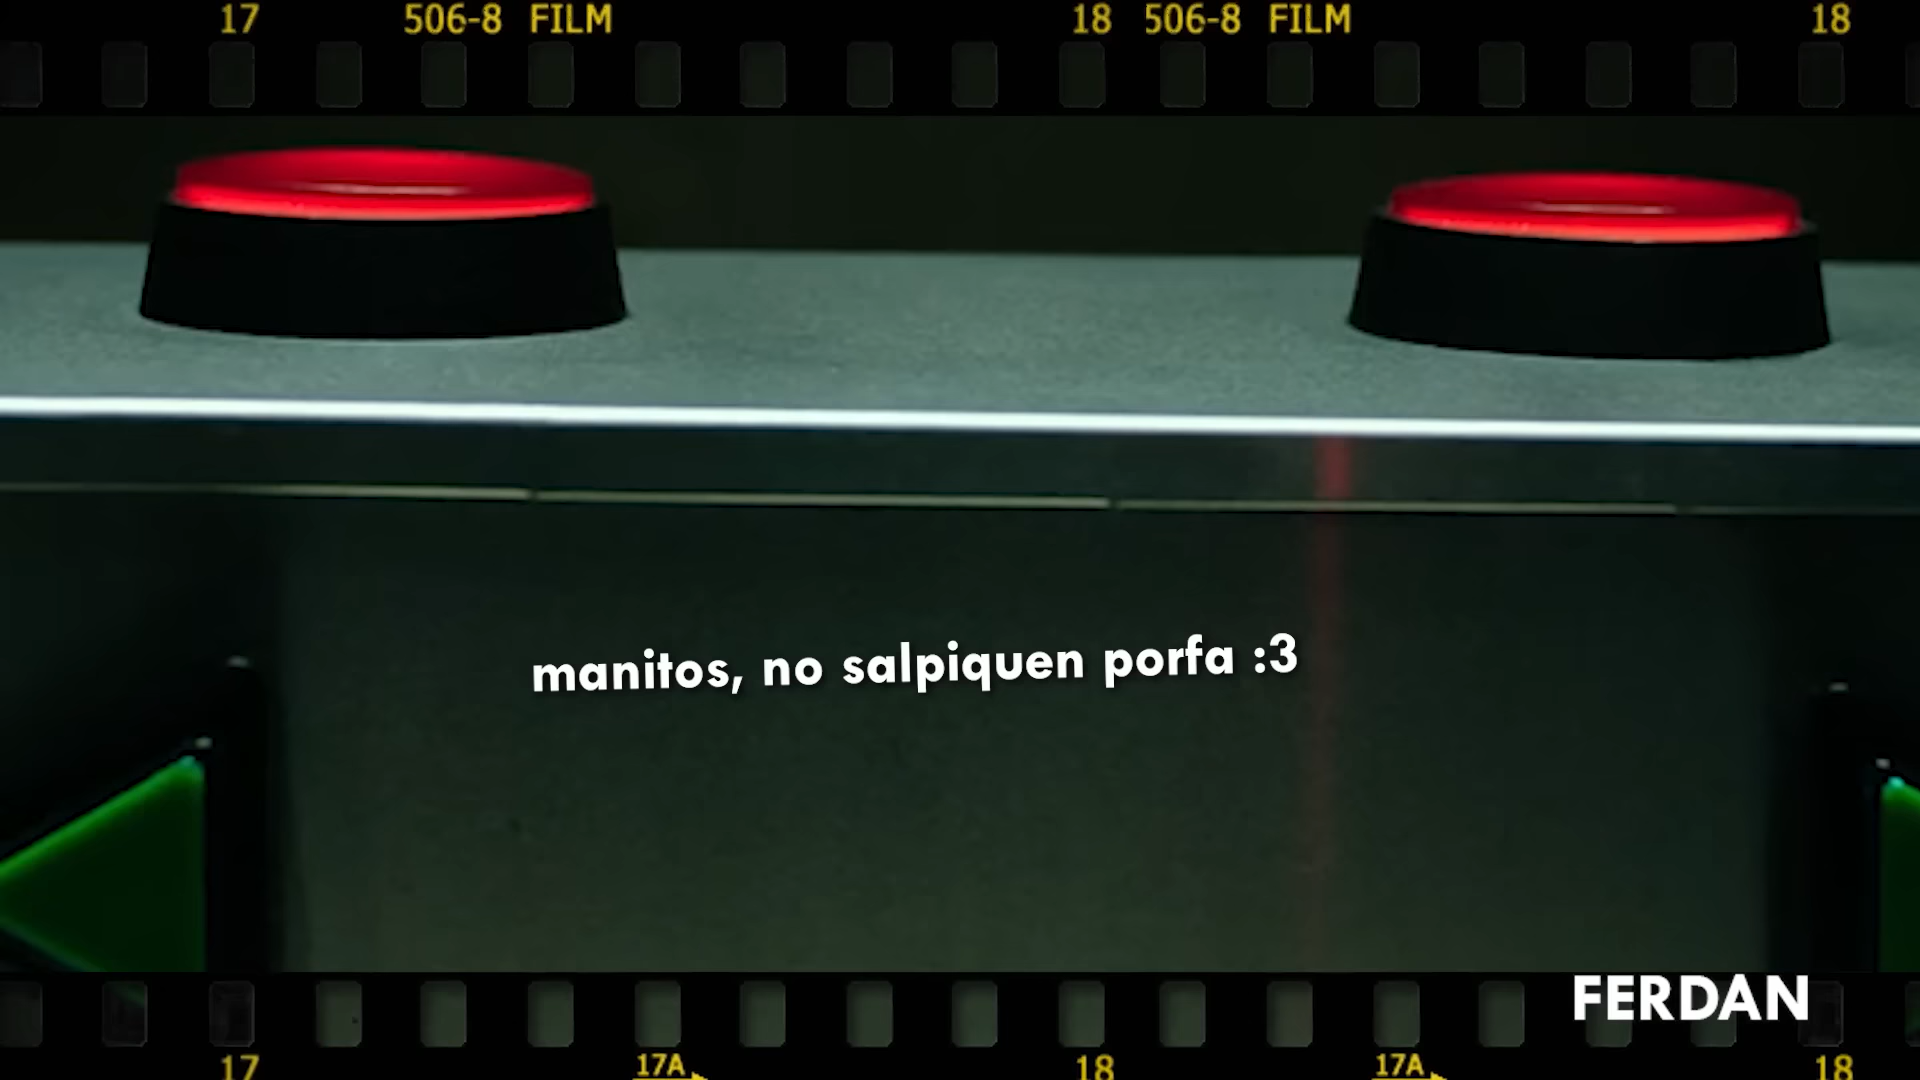 17 506-8 FILM 18 506-8 FILM 18
manitos, no salpiquen porfa :3
FERDAN
17 17A 18 17A 18